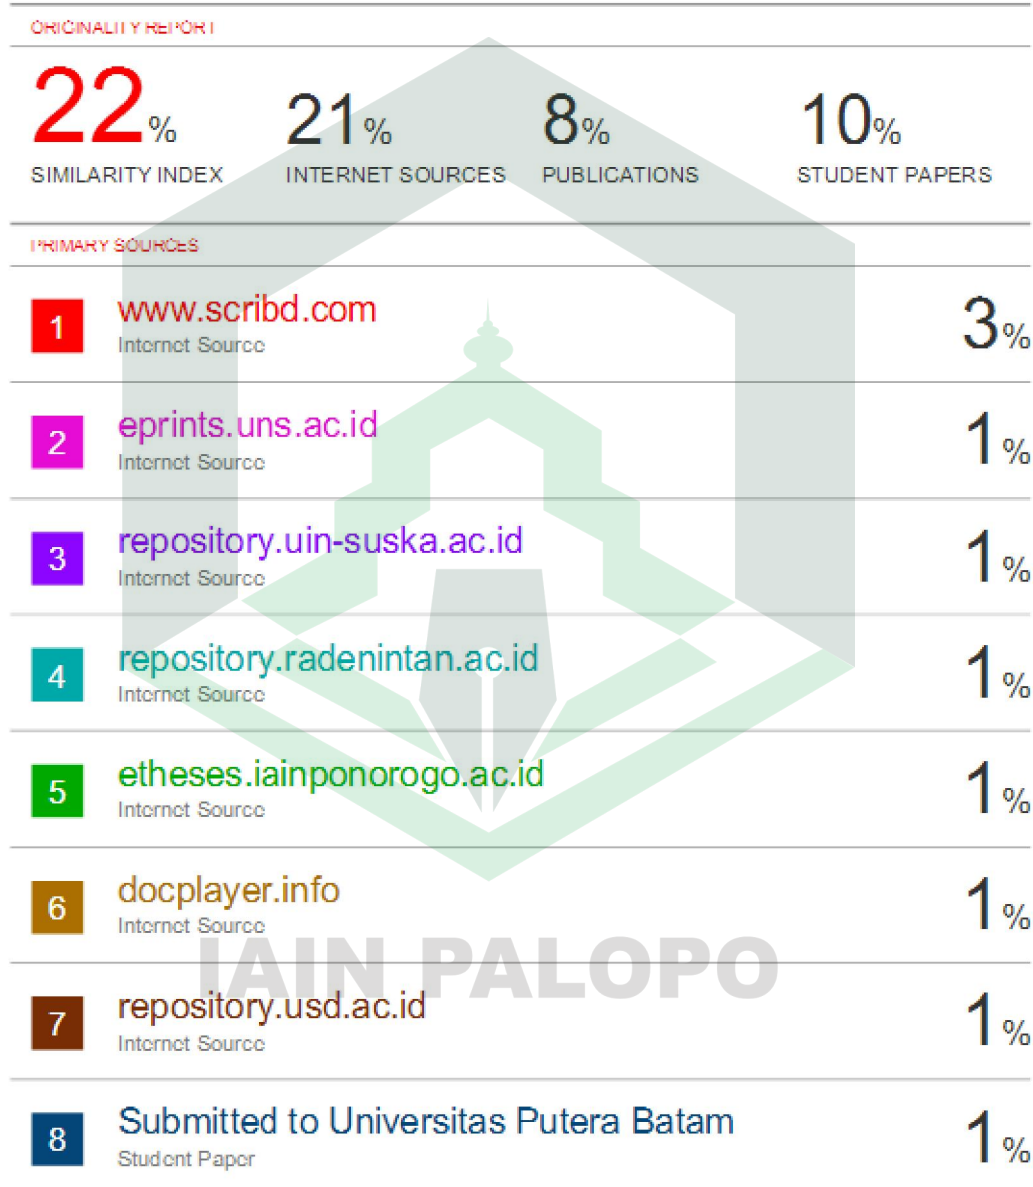 ORIGINALITY REPORT
22% 21% 8% 10%
SIMILARITY INDEX INTERNET SOURCES PUBLICATIONS STUDENT PAPERS
PRIMARY SOURCES
1 www.scribd.com 3%
Internet Source
2 eprints.uns.ac.id 1%
Internet Source
3 repository.uin-suska.ac.id 1%
Internet Source
4 repository.radenintan.ac.id 1%
Internet Source
5 etheses.iainponorogo.ac.id 1%
Internet Source
6 docplayer.info 1%
Internet Source
IAIN PALOPO
7 repository.usd.ac.id 1%
Internet Source
8 Submitted to Universitas Putera Batam 1%
Student Paper